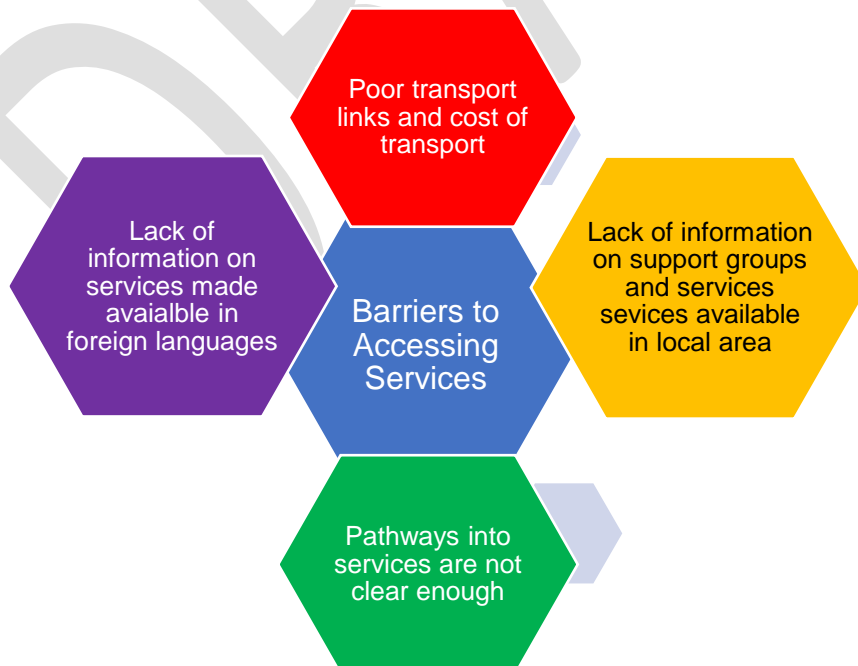 Poor transport
links and cost of
transport
Lack of
information on
services made
avaialble in
foreign languages
Barriers to
Accessing
Services
Lack of information
on support groups
and services
sevices available
in local area
Pathways into
services are not
clear enough